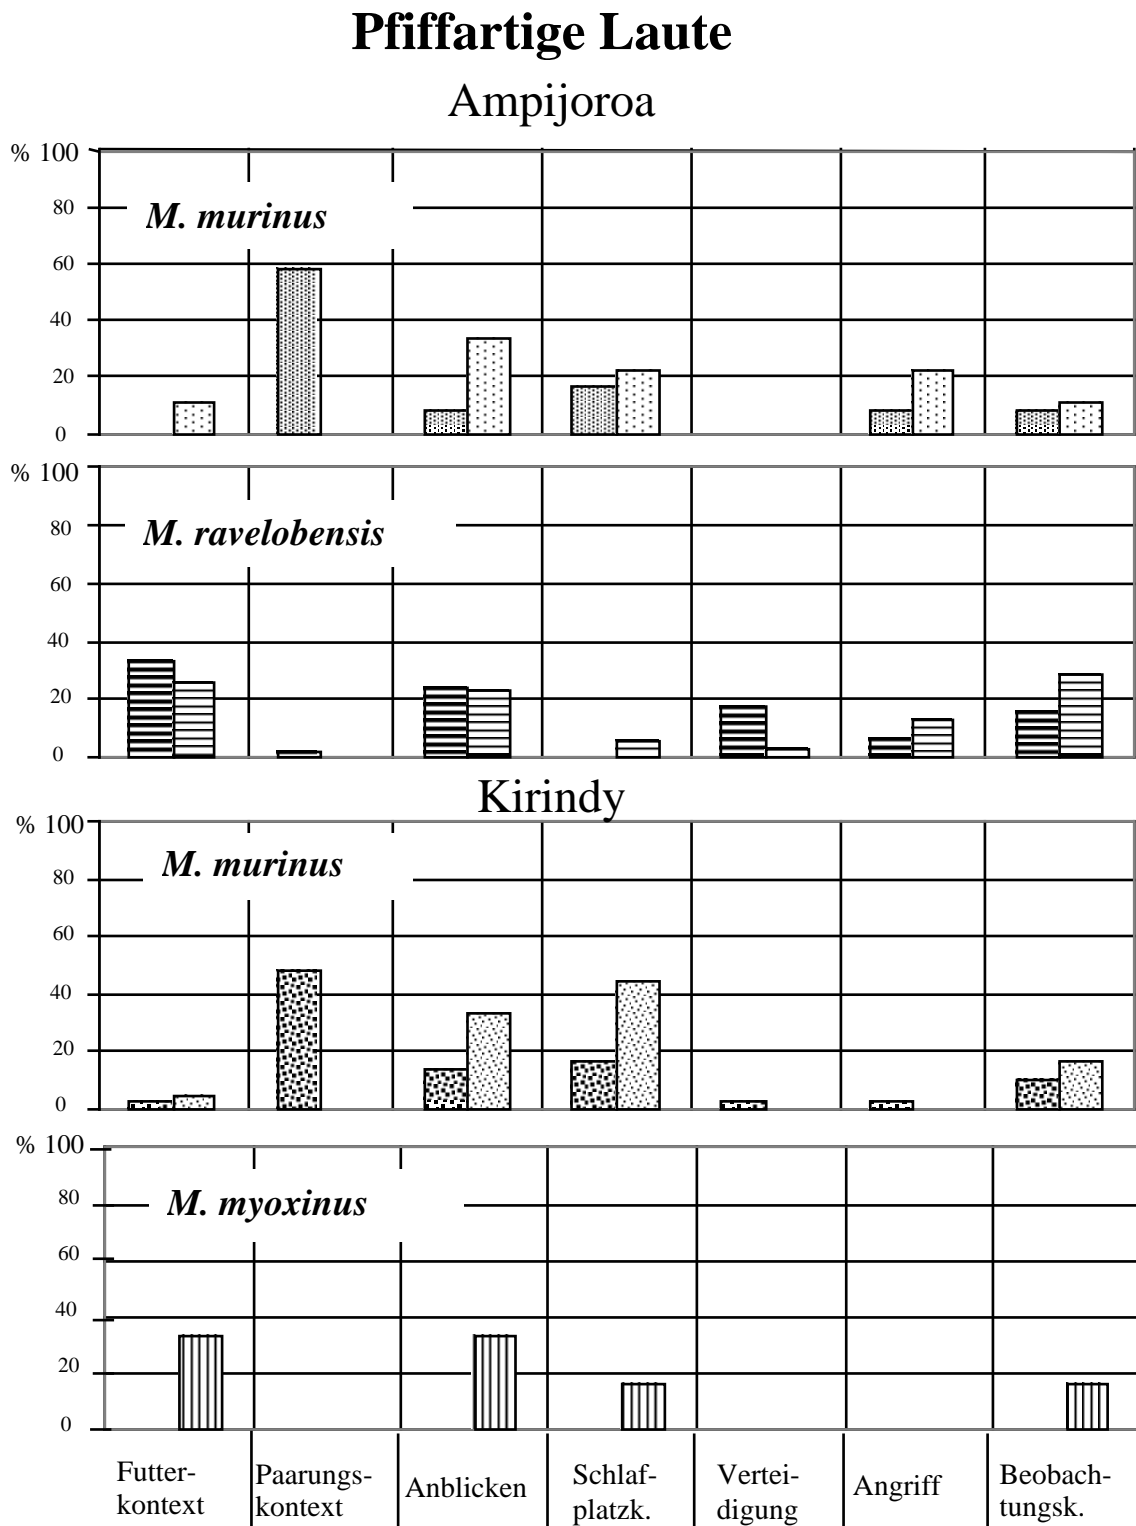 Pfiffartige Laute
Ampijoroa
% 100
80
M. murinus
60
40
20
0
% 100
80
M. ravelobensis
60
40
20
0
Kirindy
% 100
M. murinus
80
60
40
20
0
% 100
80
M. myoxinus
60
40
20
0
Futter-
kontext
Paarungs-
kontext
Anblicken
Schlaf-
platzk.
Vertei-
digung
Angriff
Beobach-
tungsk.